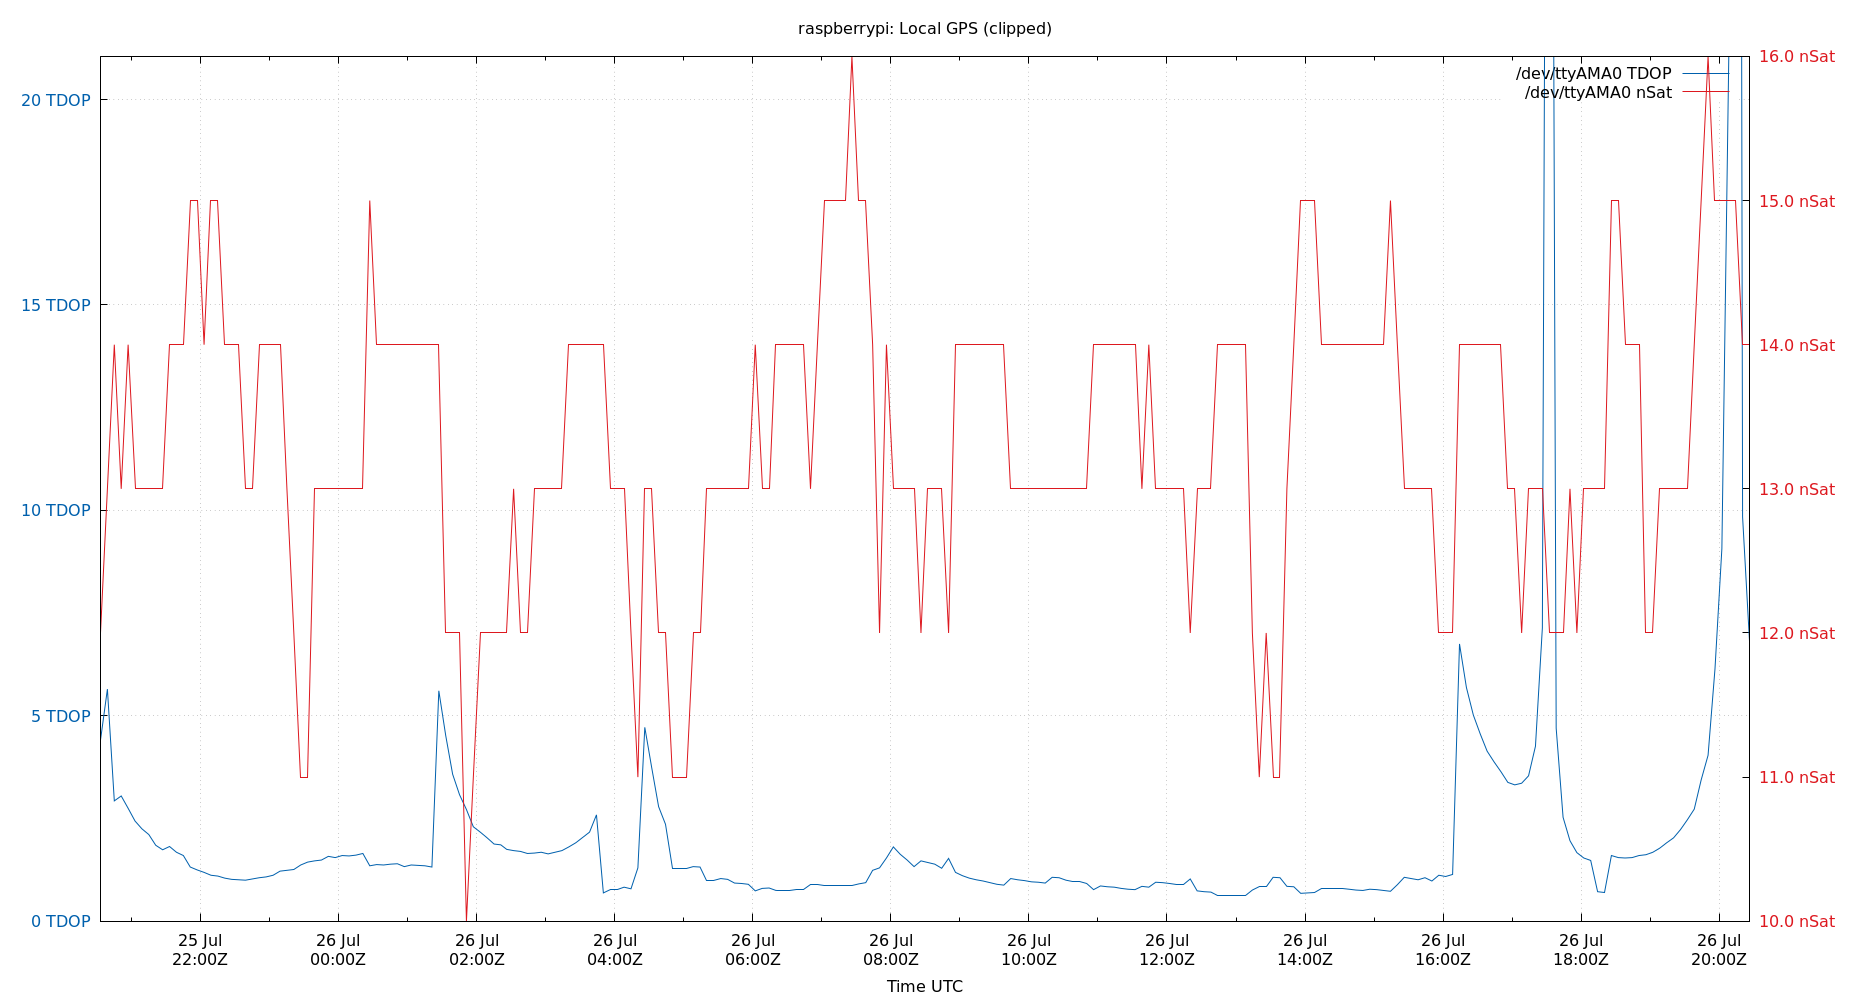 raspberrypi: Local GPS (clipped)
/dev/ttyAMA0 TDOP
/dev/ttyAMA0 nSat
20 TDOP
15 TDOP
10 TDOP
5 TDOP
0 TDOP
16.0 nSat
15.0 nSat
14.0 nSat
13.0 nSat
12.0 nSat
11.0 nSat
10.0 nSat
25 Jul 22:00Z
26 Jul 00:00Z
26 Jul 02:00Z
26 Jul 04:00Z
26 Jul 06:00Z
26 Jul 08:00Z
26 Jul 10:00Z
26 Jul 12:00Z
26 Jul 14:00Z
26 Jul 16:00Z
26 Jul 18:00Z
26 Jul 20:00Z
Time UTC